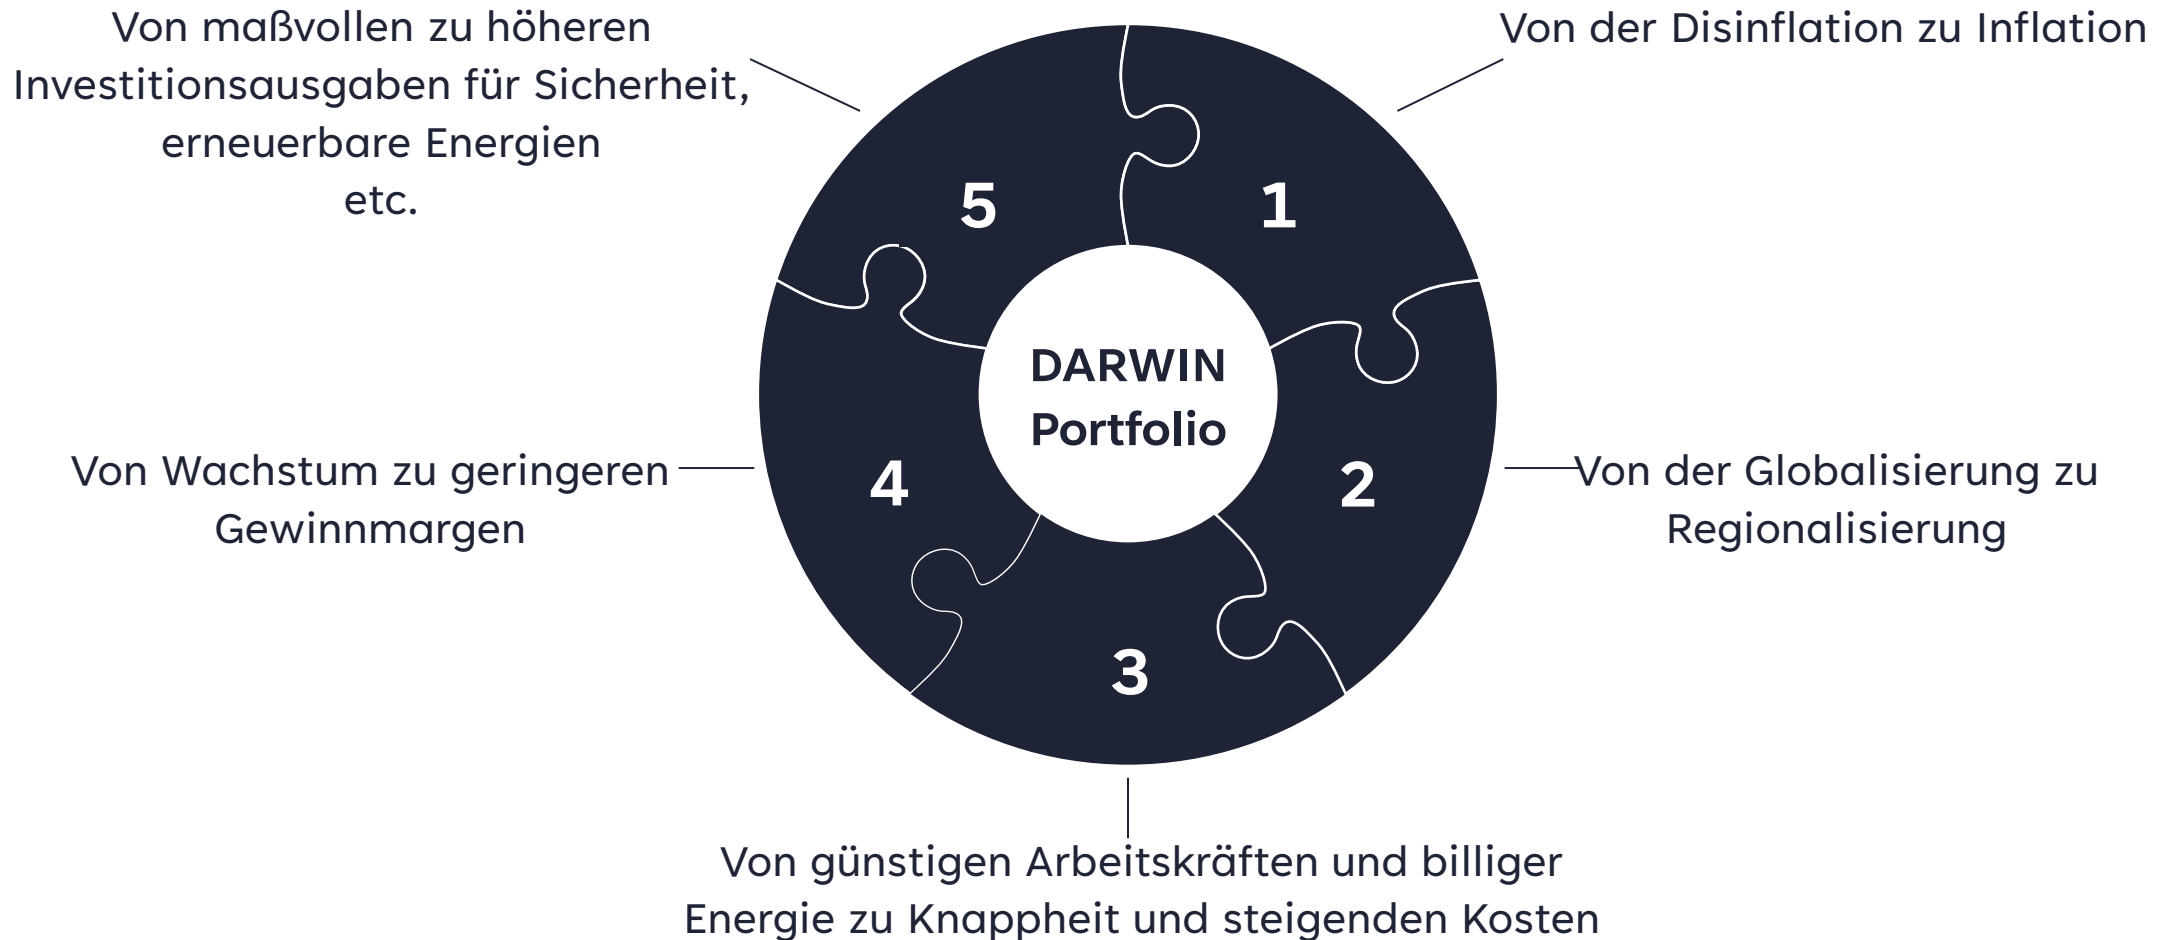 Von maßvollen zu höheren
Investitionsausgaben für Sicherheit,
erneuerbare Energien
etc.
Von der Disinflation zu Inflation
5
1
DARWIN
Portfolio
4
2
Von Wachstum zu geringeren
Gewinnmargen
Von der Globalisierung zu
Regionalisierung
3
Von günstigen Arbeitskräften und billiger
Energie zu Knappheit und steigenden Kosten